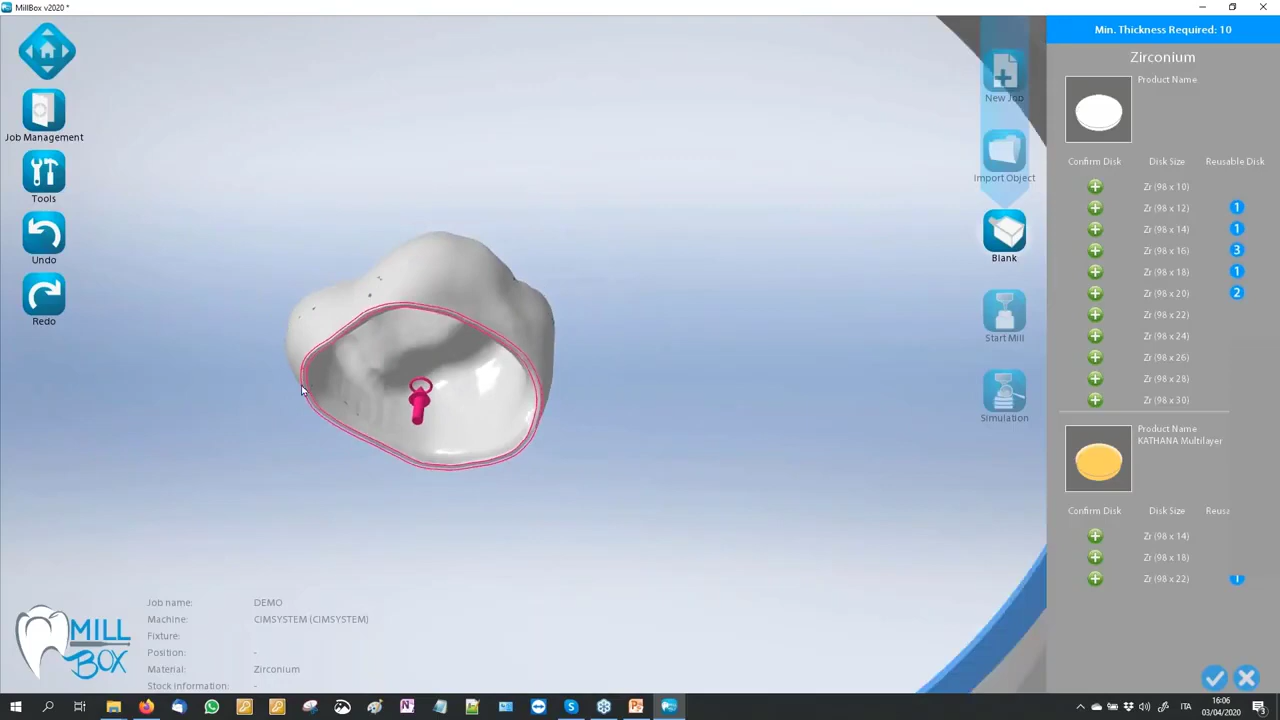 MillBox v2020 *
Min. Thickness Required: 10
Zirconium
Product Name
Confirm Disk Disk Size Reusable Disk
Zr (98 x 10)
Zr (98 x 12) 1
Zr (98 x 14) 1
Zr (98 x 16) 3
Zr (98 x 18) 1
Zr (98 x 20) 2
Zr (98 x 22)
Zr (98 x 24)
Zr (98 x 26)
Zr (98 x 28)
Zr (98 x 30)
Product Name
KATHANA Multilayer
Confirm Disk Disk Size Reusa
Zr (98 x 14)
Zr (98 x 18)
Zr (98 x 22) 1
Job Management
Tools
Undo
Redo
New Job
Import Object
Blank
Start Mill
Simulation
MILL
BOX
Job name: DEMO
Machine: CIMSYSTEM (CIMSYSTEM)
Fixture:
Position: -
Material: Zirconium
Stock information: -
16:06
03/04/2020